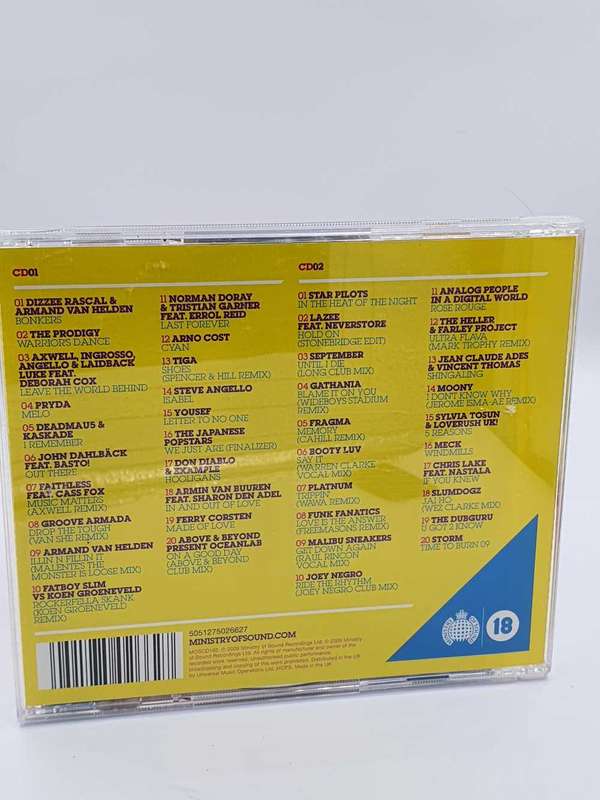 CD01
01 DIZZEE RASCAL &
ARMAND VAN HELDEN
BONKERS
02 THE PRODIGY
WARRIOR'S DANCE
03 AXWELL, INGROSSO,
ANGELLO & LAIDBACK
LUKE FEAT.
DEBORAH COX
LEAVE THE WORLD BEHIND
04 PRYDA
MELO
05 DEADMAU5 &
KASKADE
I REMEMBER
06 JOHN DAHLBÄCK
FEAT. BASTO!
OUT THERE
07 FAITHLESS
FEAT. CASS FOX
MUSIC MATTERS
(AXWELL REMIX)
08 GROOVE ARMADA
DROP THE TOUGH
(VAN SHE REMIX)
09 ARMAND VAN HELDEN
ILLIN' N FILLIN IT
(MALENTE'S
THE MONSTER IS LOOSE MIX)
10 FATBOY SLIM
VS KOEN GROENEVELD
ROCKERFELLA SKANK
(KOEN GROENEVELD
REMIX)
11 NORMAN DORAY
& TRISTIAN GARNER
FEAT. ERROL REID
LAST FOREVER
12 ARNO COST
CYAN
13 TIGA
SHOES
(SPENCER & HILL REMIX)
14 STEVE ANGELLO
ISABEL
15 YOUSEF
LETTER TO NO ONE
16 THE JAPANESE
POPSTARS
WE JUST ARE (FINALIZER)
17 DON DIABLO
& EXAMPLE
HOOLIGANS
18 ARMIN VAN BUUREN
FEAT. SHARON DEN ADEL
IN AND OUT OF LOVE
19 FERRY CORSTEN
MADE OF LOVE
20 ABOVE & BEYOND
PRESENT OCEANLAB
ON A GOOD DAY
(ABOVE & BEYOND
CLUB MIX)
CD02
01 STAR PILOTS
IN THE HEAT OF THE NIGHT
02 LAZEE
FEAT. NEVERSTORE
HOLD ON
(STONEBRIDGE EDIT)
03 SEPTEMBER
UNTIL I DIE
(LONG CLUB MIX)
04 GATHANIA
BLAME IT ON YOU
(WIDEBOYS STADIUM
REMIX)
05 FRAGMA
MEMORY
(CAHILL REMIX)
06 BOOTY LUV
SAY IT
(WARREN CLARKE
VOCAL MIX)
07 PLATNUM
TRIPPIN'
(WAWA REMIX)
08 FUNK FANATICS
LOVE IS THE ANSWER
(FREEMASONS REMIX)
09 MALIBU SNEAKERS
GET DOWN AGAIN
(RAUL RINCON
VOCAL MIX)
10 JOEY NEGRO
RIDE THE RHYTHM
(JOEY NEGRO CLUB MIX)
11 ANALOG PEOPLE
IN A DIGITAL WORLD
ROSE ROUGE
12 THE HELLER
& FARLEY PROJECT
ULTRA FLAVA
(MARK TROPHY REMIX)
13 JEAN CLAUDE ADES
& VINCENT THOMAS
SHINGALING
14 MOONY
I DON'T KNOW WHY
(JEROME ISMA-AE REMIX)
15 SYLVIA TOSUN
& LOVERUSH UK!
5 REASONS
16 MECK
WINDMILLS
17 CHRIS LAKE
FEAT. NASTALA
IF YOU KNEW
18 SLUMDOGZ
JAI HO
(WEZ CLARKE MIX)
19 THE DUBGURU
U GOT 2 KNOW
20 STORM
TIME TO BURN 09
5051275026627
MINISTRYOFSOUND.COM
18